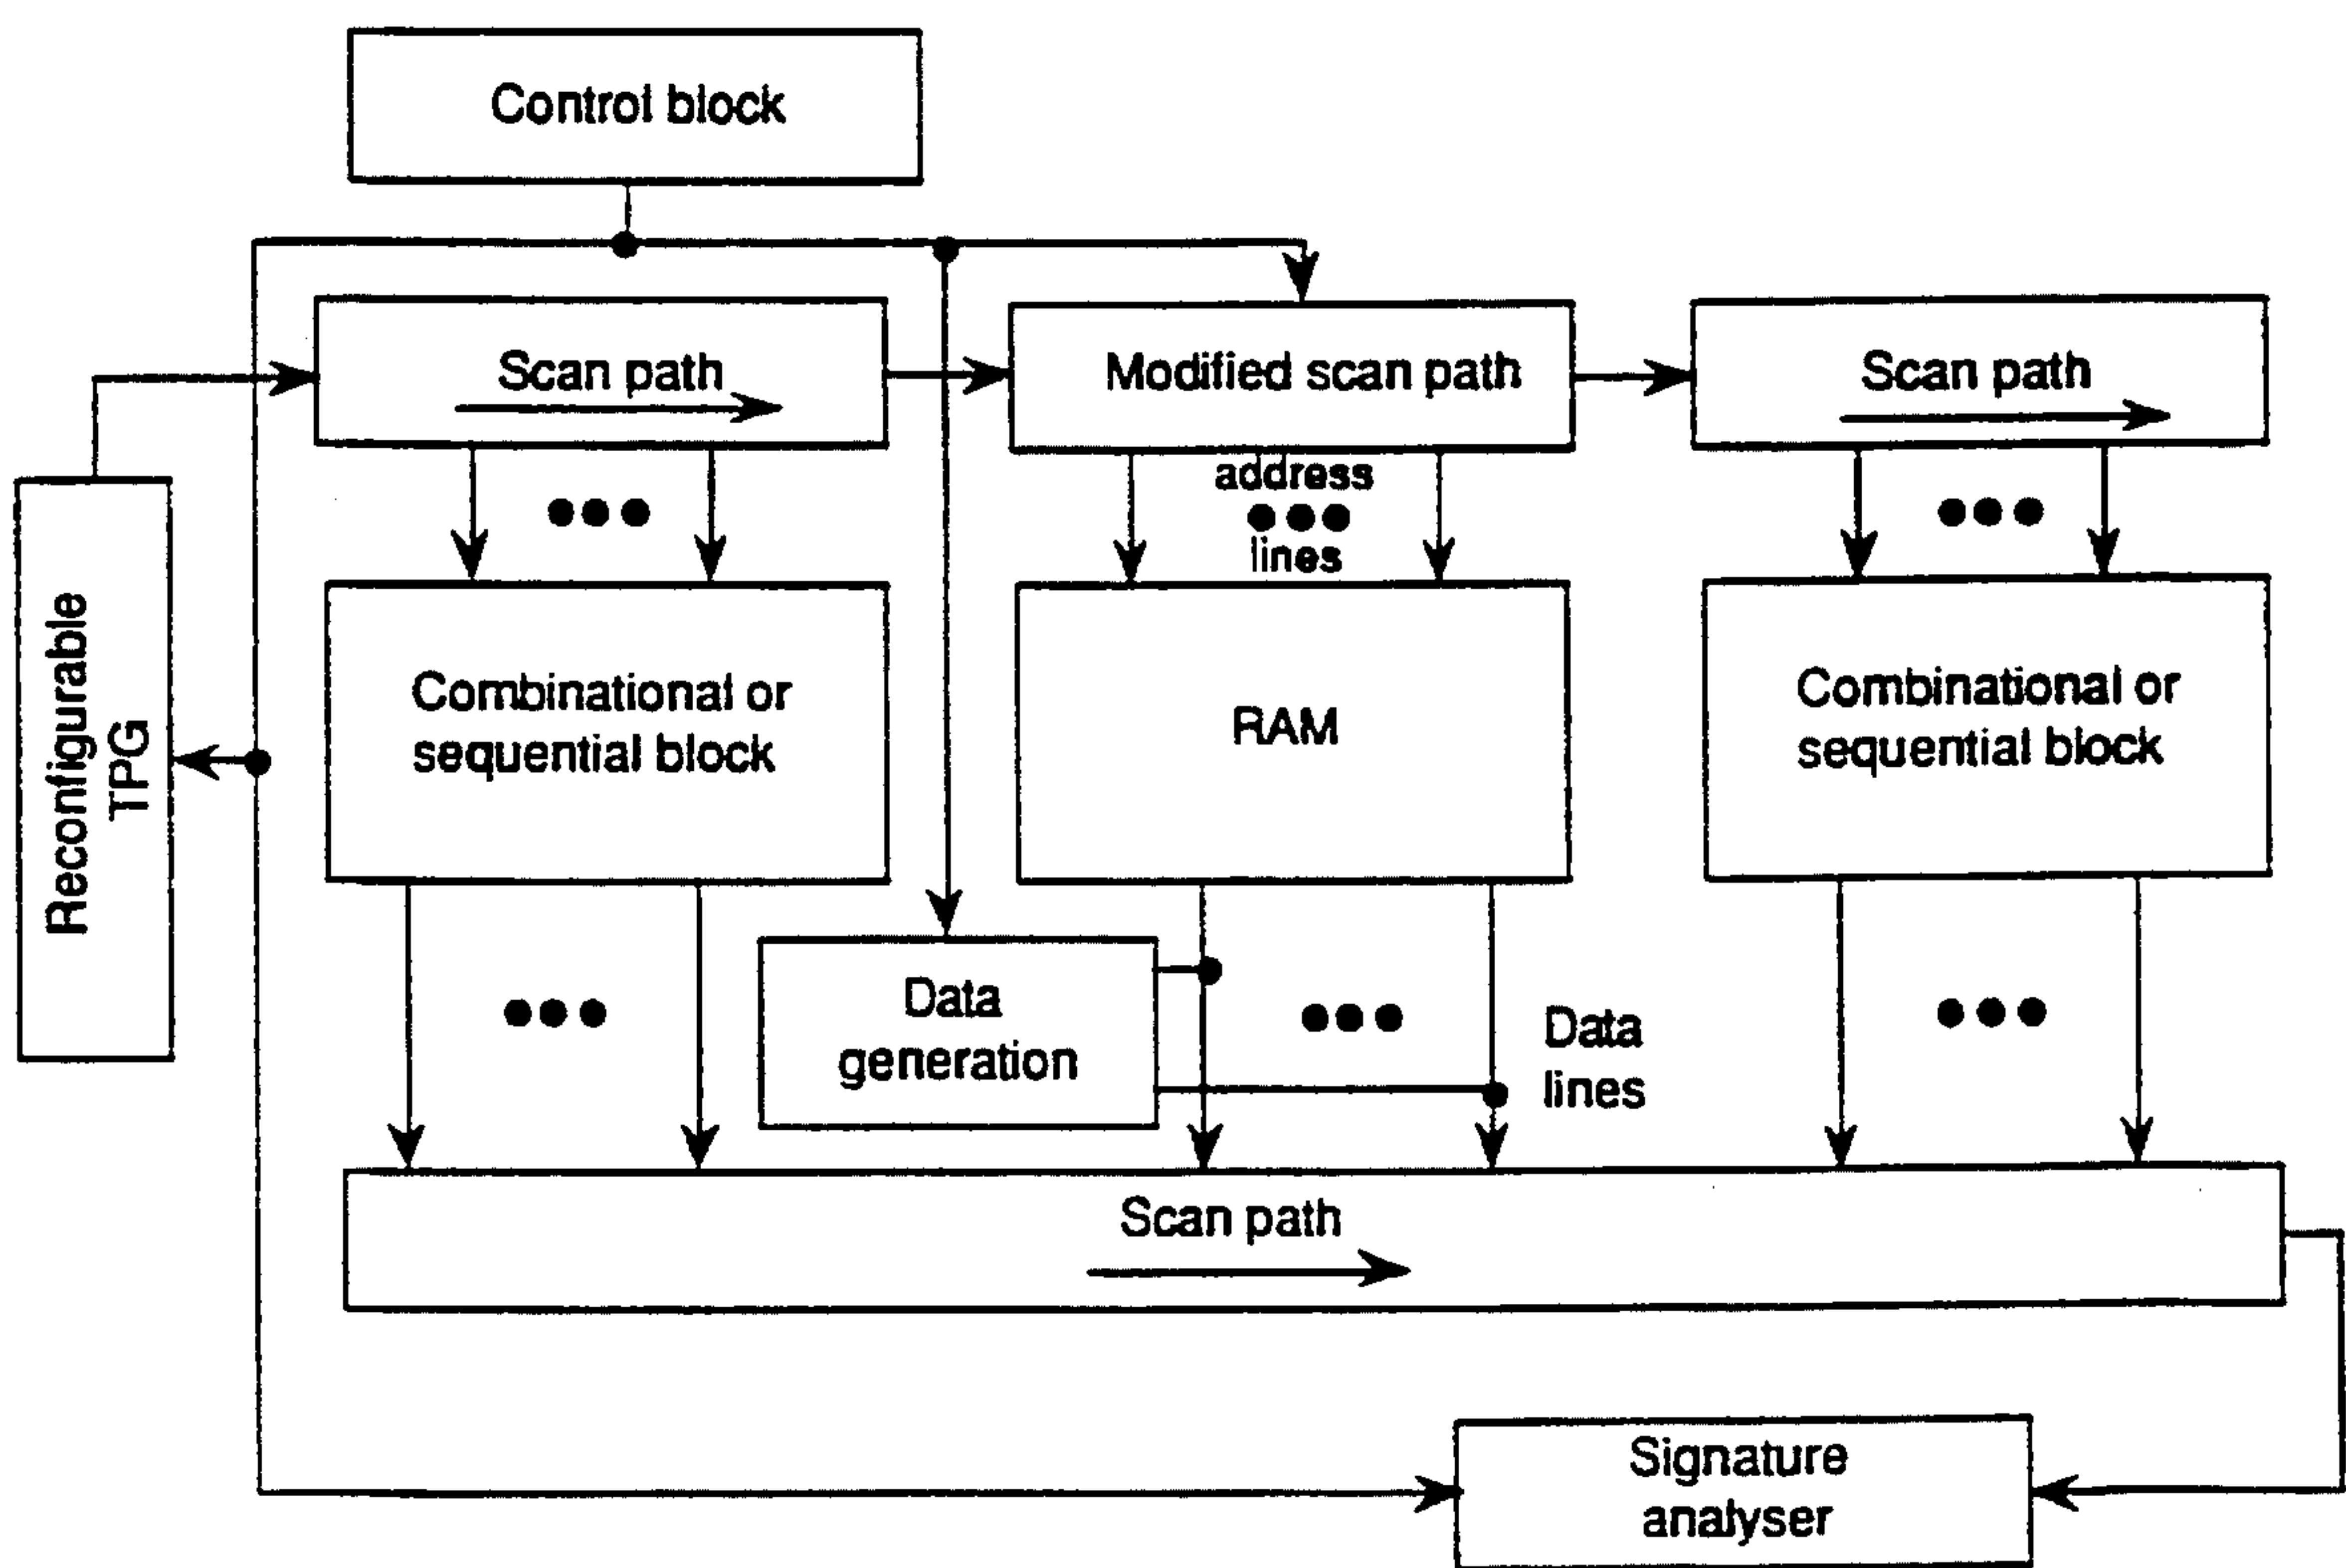 Control block
Scan path
Modified scan path
Scan path
address
lines
Reconfigurable
TPG
Combinational or
sequential block
RAM
Combinational or
sequential block
Data
generation
Data
lines
Scan path
Signature
analyser